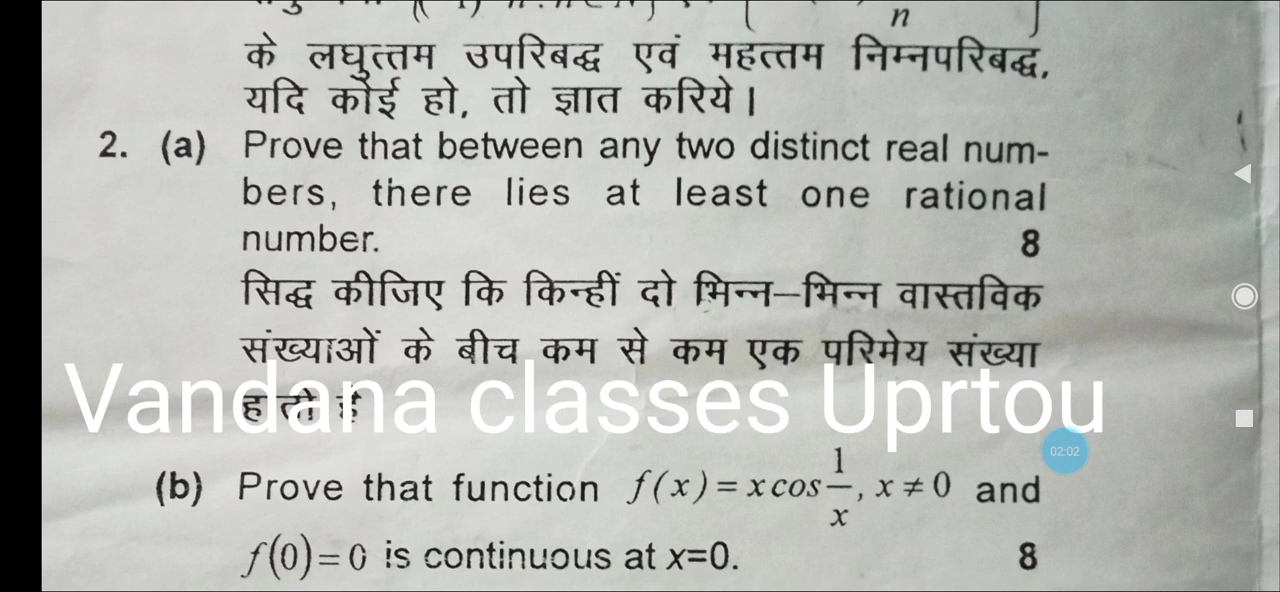 n
के लघुत्तम उपरिबद्ध एवं महत्तम निम्नपरिबद्ध,
यदि कोई हो, तो ज्ञात करिये।
2. (a) Prove that between any two distinct real num-
bers, there lies at least one rational
number. 8
सिद्ध कीजिए कि किन्हीं दो भिन्न–भिन्न वास्तविक
संख्याओं के बीच कम से कम एक परिमेय संख्या
Vandana classes Uprtou
02:02
(b) Prove that function f(x)=x cos 1/x, x≠0 and
f(0)=0 is continuous at x=0. 8